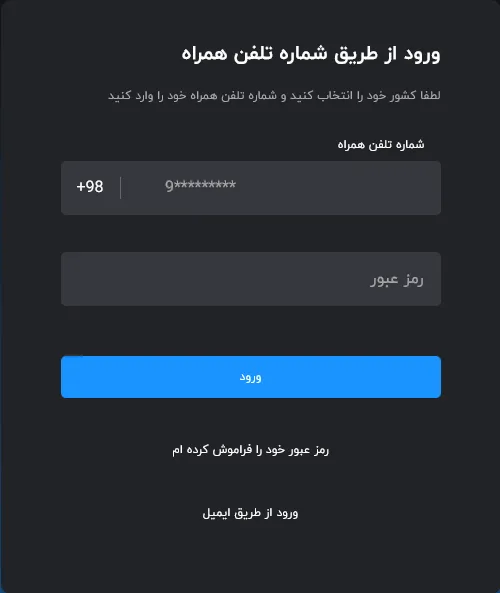 ورود از طریق شماره تلفن همراه
لطفا کشور خود را انتخاب کنید و شماره تلفن همراه خود را وارد کنید
شماره تلفن همراه
+98 9*********
رمز عبور
ورود
رمز عبور خود را فراموش کرده ام
ورود از طریق ایمیل